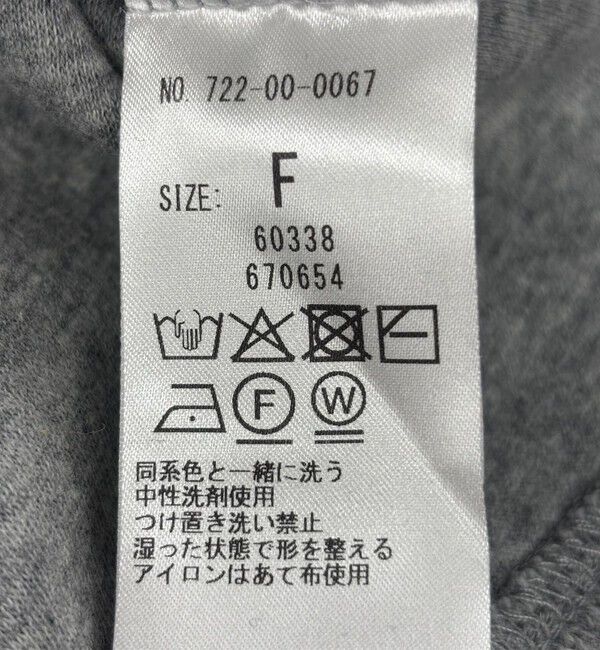 NO. 722-00-0067
SIZE: F
60338
670654
F W
同系色と一緒に洗う
中性洗剤使用
つけ置き洗い禁止
湿った状態で形を整える
アイロンはあて布使用